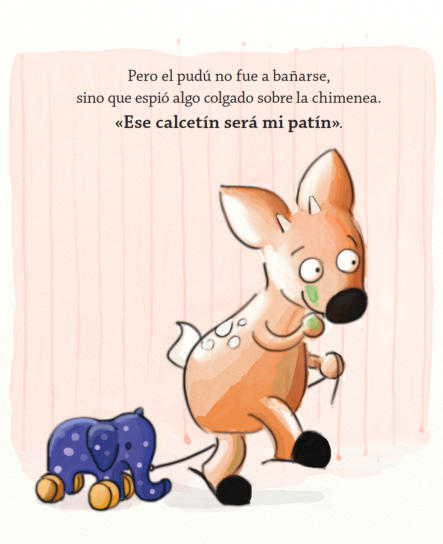 Pero el pudú no fue a bañarse,
sino que espió algo colgado sobre la chimenea.
«Ese calcetín será mi patín».